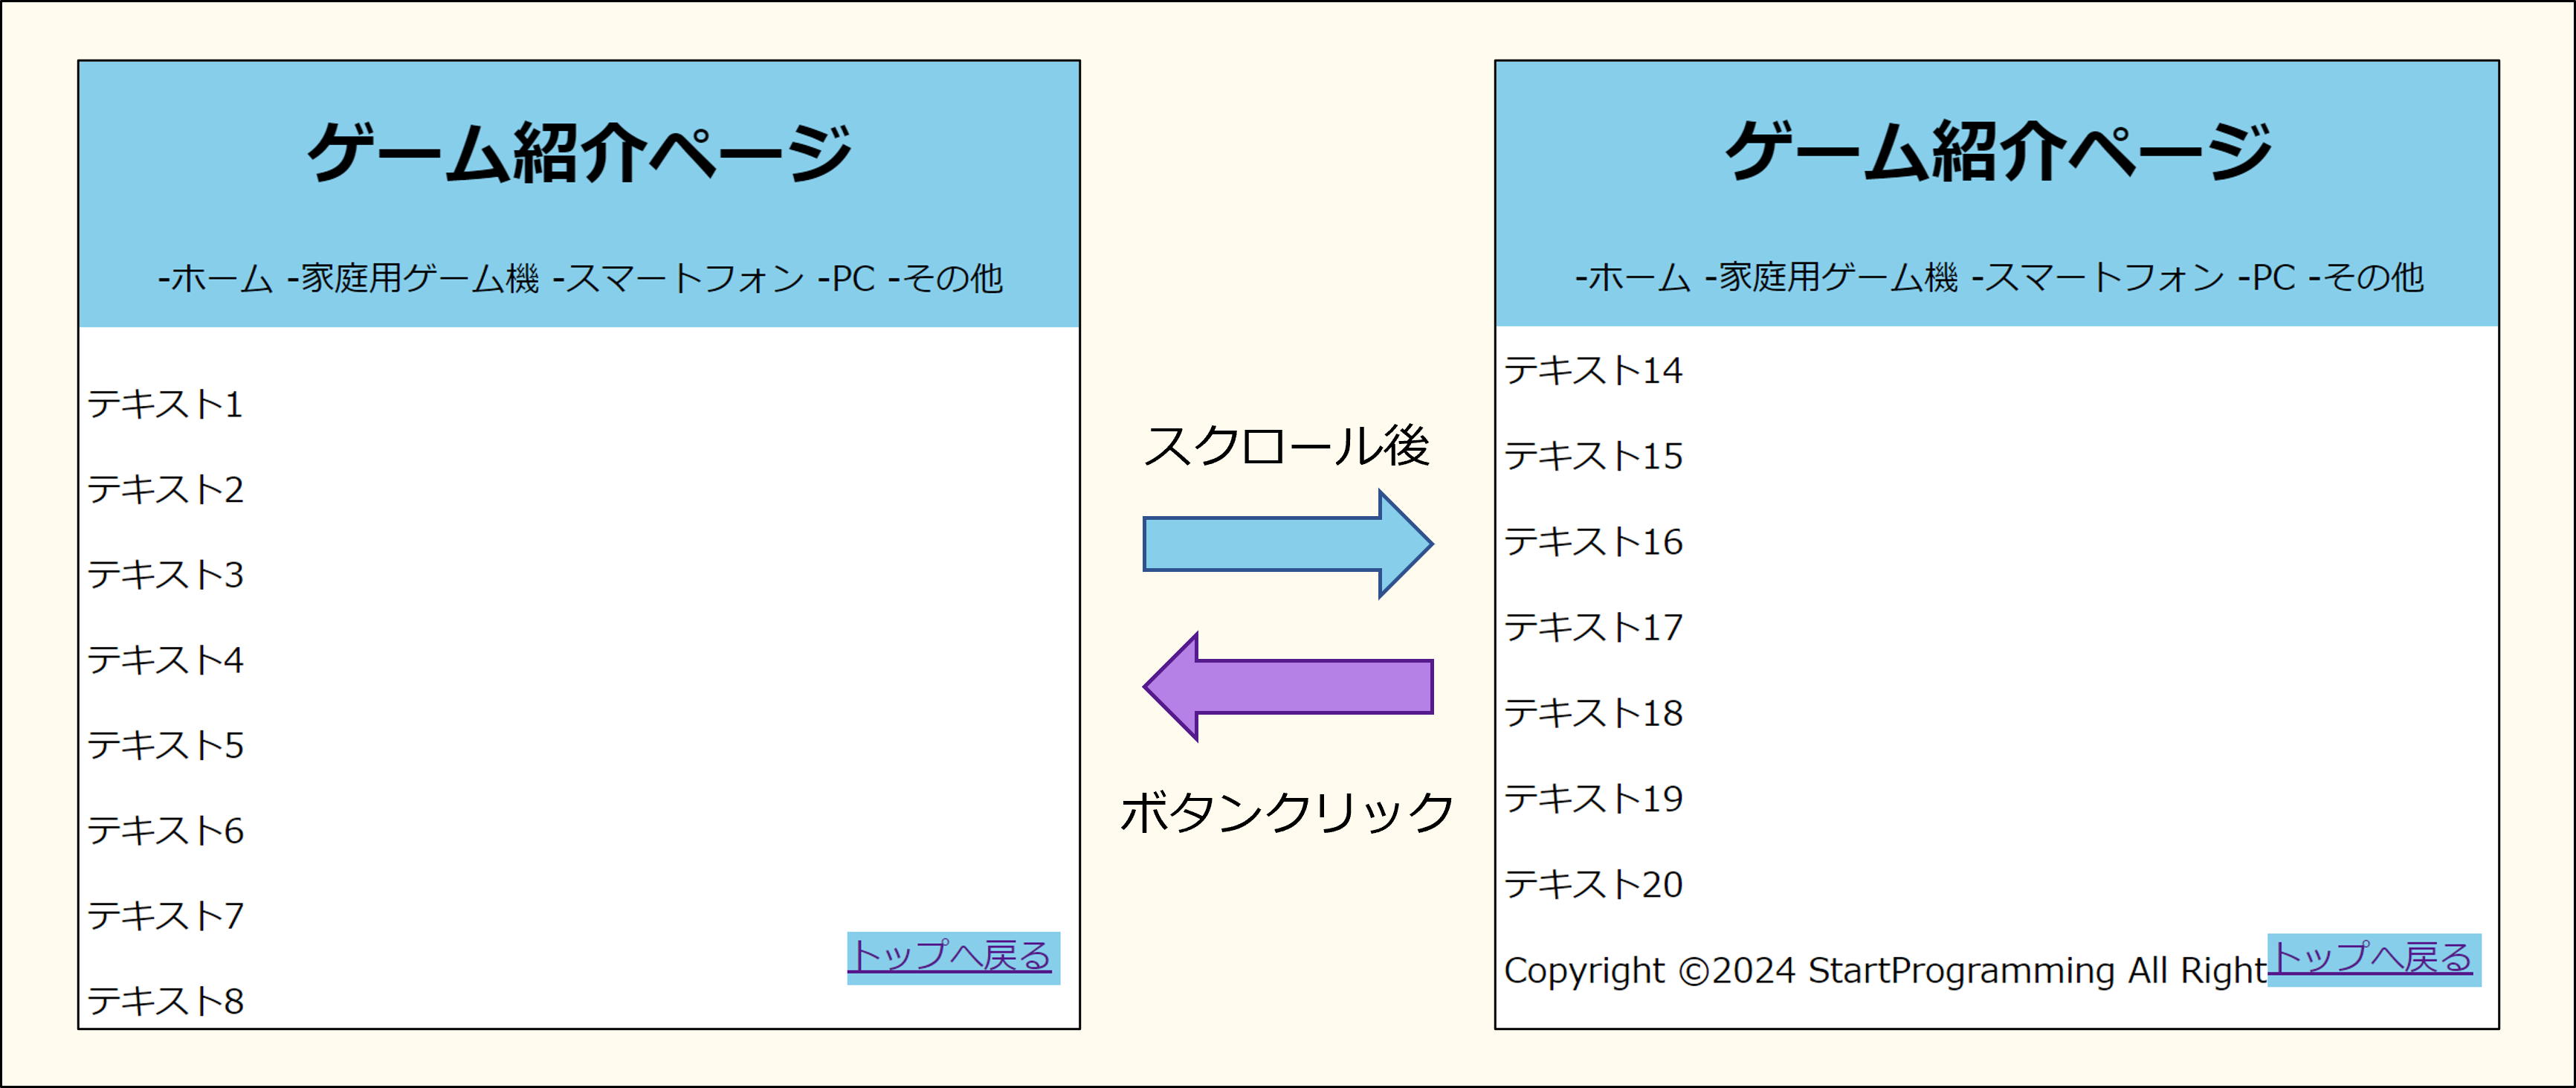 ゲーム紹介ページ
-ホーム -家庭用ゲーム機 -スマートフォン -PC -その他
テキスト1
テキスト2
テキスト3
テキスト4
テキスト5
テキスト6
テキスト7
トップへ戻る
テキスト8
スクロール後
ボタンクリック
ゲーム紹介ページ
-ホーム -家庭用ゲーム機 -スマートフォン -PC -その他
テキスト14
テキスト15
テキスト16
テキスト17
テキスト18
テキスト19
テキスト20
Copyright ©2024 StartProgramming All Right
トップへ戻る